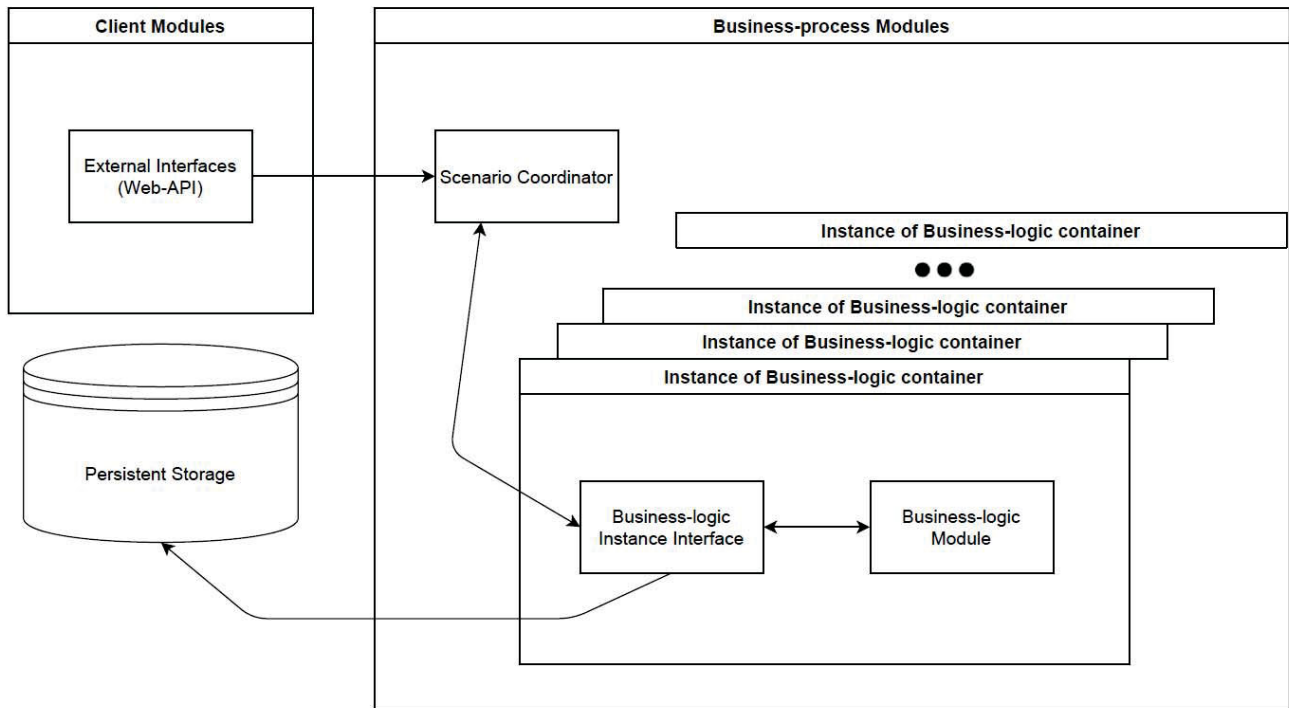 Client Modules
Business-process Modules
External Interfaces
(Web-API)
Scenario Coordinator
Instance of Business-logic container
Instance of Business-logic container
Instance of Business-logic container
Instance of Business-logic container
Persistent Storage
Business-logic
Instance Interface
Business-logic
Module